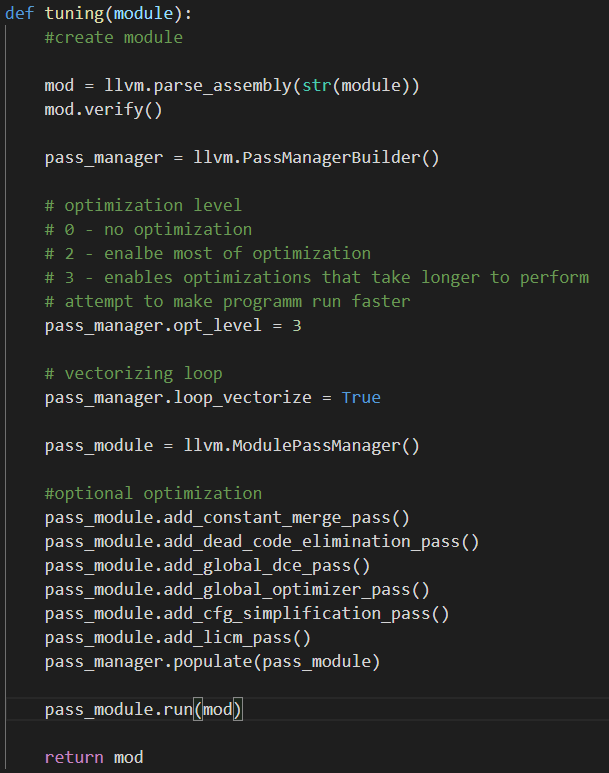 def tuning(module):
#create module
mod = llvm.parse_assembly(str(module))
mod.verify()
pass_manager = llvm.PassManagerBuilder()
# optimization level
# 0 - no optimization
# 2 - enalbe most of optimization
# 3 - enables optimizations that take longer to perform
# attempt to make programm run faster
pass_manager.opt_level = 3
# vectorizing loop
pass_manager.loop_vectorize = True
pass_module = llvm.ModulePassManager()
#optional optimization
pass_module.add_constant_merge_pass()
pass_module.add_dead_code_elimination_pass()
pass_module.add_global_dce_pass()
pass_module.add_global_optimizer_pass()
pass_module.add_cfg_simplification_pass()
pass_module.add_licm_pass()
pass_manager.populate(pass_module)
pass_module.run(mod)
return mod